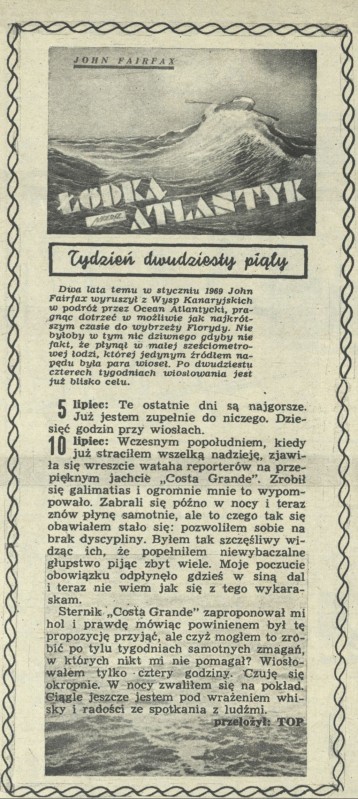 JOHN FAIRFAX
ŁÓDKĄ
PRZEZ
ATLANTYK
Tydzień dwudziesty piąty
Dwa lata temu w styczniu 1969 John
Fairfax wyruszył z Wysp Kanaryjskich
w podróż przez Ocean Atlantycki, pra-
gnąc dotrzeć w możliwie jak najkrót-
szym czasie do wybrzeży Florydy. Nie
byłoby w tym nic dziwnego gdyby nie
fakt, że płynął w małej sześciometro-
wej łodzi, której jedynym źródłem na-
pędu była para wioseł. Po dwudziestu
czterech tygodniach wiosłowania jest
już blisko celu.
5 lipiec: Te ostatnie dni są najgorsze.
Już jestem zupełnie do niczego. Dzie-
sięć godzin przy wiosłach.
10 lipiec: Wczesnym popołudniem, kiedy
już straciłem wszelką nadzieję, zjawi-
ła się wreszcie wataha reporterów na prze-
pięknym jachcie „Costa Grande". Zrobił
się galimatias i ogromnie mnie to wypom-
powało. Zabrali się późno w nocy i teraz
znów płynę samotnie, ale to czego tak się
obawiałem stało się: pozwoliłem sobie na
brak dyscypliny. Byłem tak szczęśliwy wi-
dząc ich, że popełniłem niewybaczalne
głupstwo pijąc zbyt wiele. Moje poczucie
obowiązku odpłynęło gdzieś w siną dal
i teraz nie wiem jak się z tego wykara-
skam.
Sternik „Costa Grande" zaproponował mi
hol i prawdę mówiąc powinienem był tę
propozycję przyjąć, ale czyż mogłem to zro-
bić po tylu tygodniach samotnych zmagań,
w których nikt mi nie pomagał? Wiosło-
wałem tylko cztery godziny. Czuję się
okropnie. W nocy zwaliłem się na pokład.
Ciągle jeszcze jestem pod wrażeniem whi-
sky i radości ze spotkania z ludźmi.
przełożył: TOP